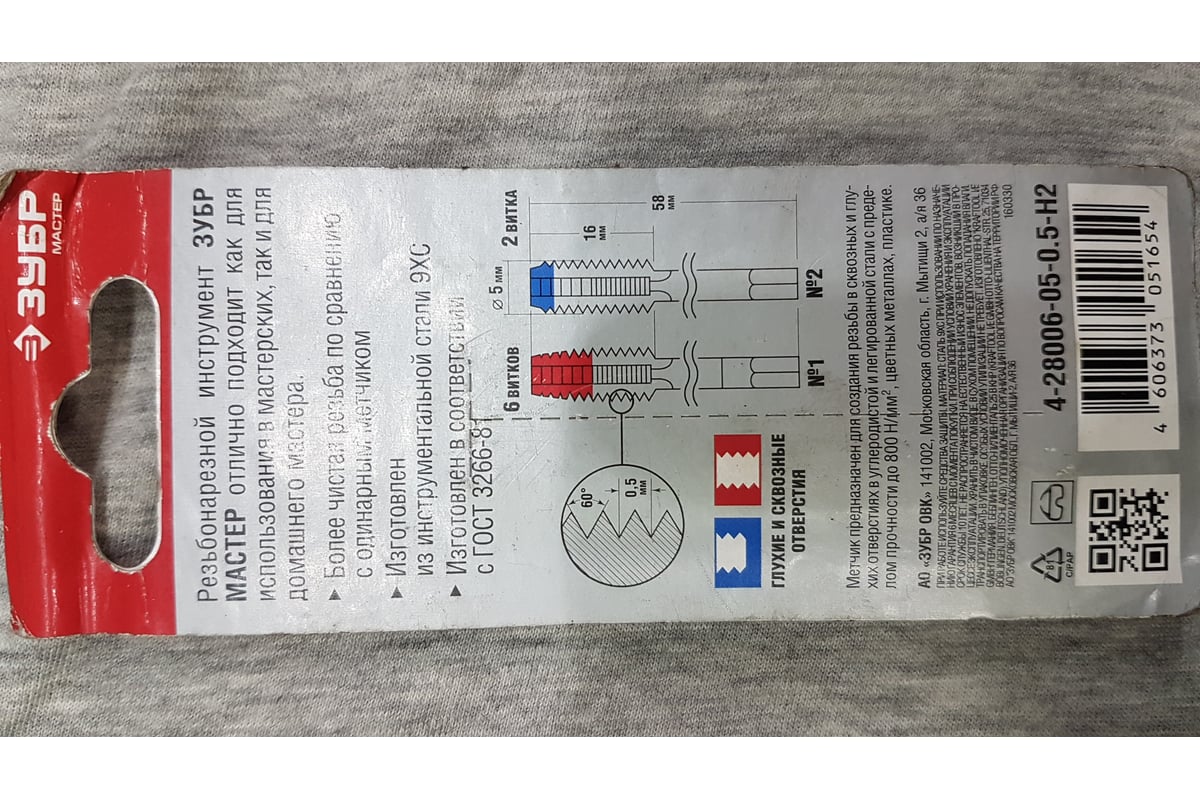 ЗУБР
МАСТЕР
Резьбонарезной инструмент ЗУБР
МАСТЕР отлично подходит как для
использования в мастерских, так и для
домашнего мастера.
▸ Более чистая резьба по сравнению
с одинарным метчиком
▸ Изготовлен
из инструментальной стали 9ХС
▸ Изготовлен в соответствии
с ГОСТ 3266-8
6 ВИТКОВ
⌀ 5 мм
2 ВИТКА
16
мм
58
мм
№1
№2
60°
0,5
мм
ГЛУХИЕ И СКВОЗНЫЕ
ОТВЕРСТИЯ
Метчик предназначен для создания резьбы в сквозных и глу-
хих отверстиях в углеродистой и легированной стали с преде-
лом прочности до 800 Н/мм², цветных металлах, пластике.
АО «ЗУБР ОВК» 141002, Московская область, г. Мытищи 2, а/я 36
160330
4-28006-05-0.5-H2
81
C/PAP
4 606373 051654